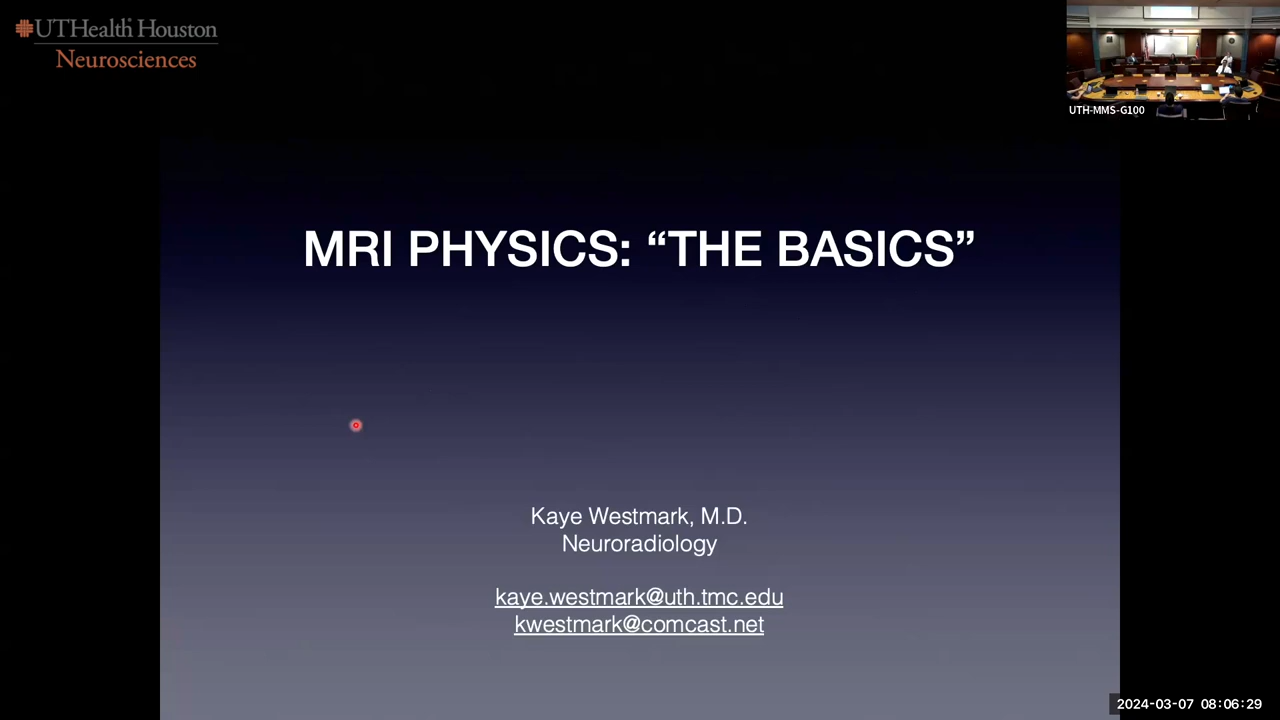 UTHealth Houston
Neurosciences
UTH-MMS-G100
MRI PHYSICS: “THE BASICS”
Kaye Westmark, M.D.
Neuroradiology
kaye.westmark@uth.tmc.edu
kwestmark@comcast.net
2024-03-07 08:06:29